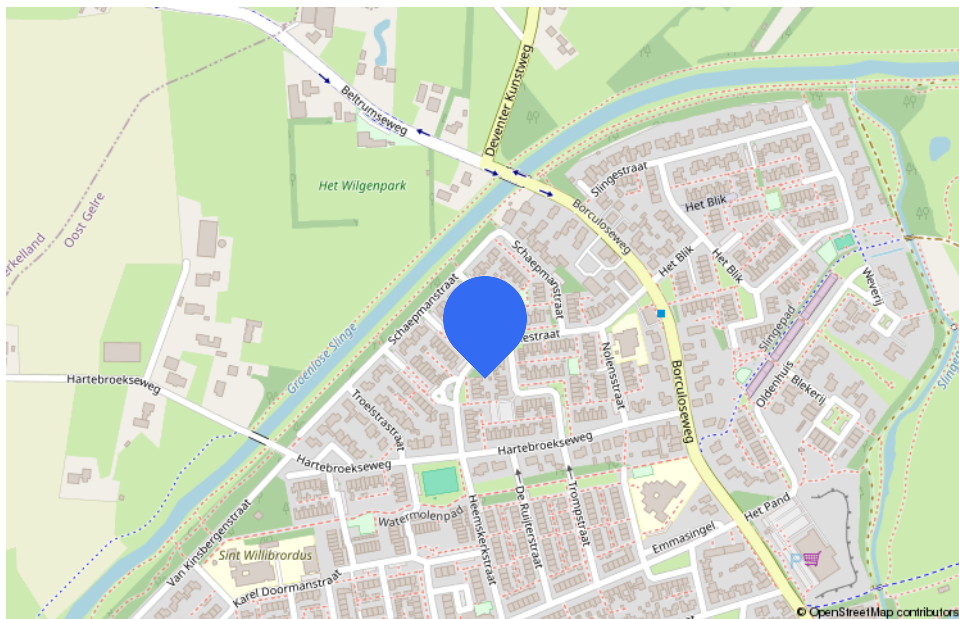 Deventer Kunstweg
Beltrumseweg
Het Wilgenpark
Oost Gelre
erkelland
Slingestraat
Het Blik
Borculoseweg
Het Blik
Het Blik
Schaepmanstraat
Schaepmanstraat
Groenlose Slinge
Weverij
Slingepad
Oldenhuis
Blekerij
estraat
Nolensstraat
Borculoseweg
Hartebroekseweg
Troelstrastraat
Hartebroekseweg
Hartebroekseweg
Heemskerkstraat
De Ruijterstraat
Trompstraat
Watermolenpad
Van Kinsbergenstraat
Sint Willibrordus
Karel Doormanstraat
Emmasingel
Het Pand
P
© OpenStreetMap contributors